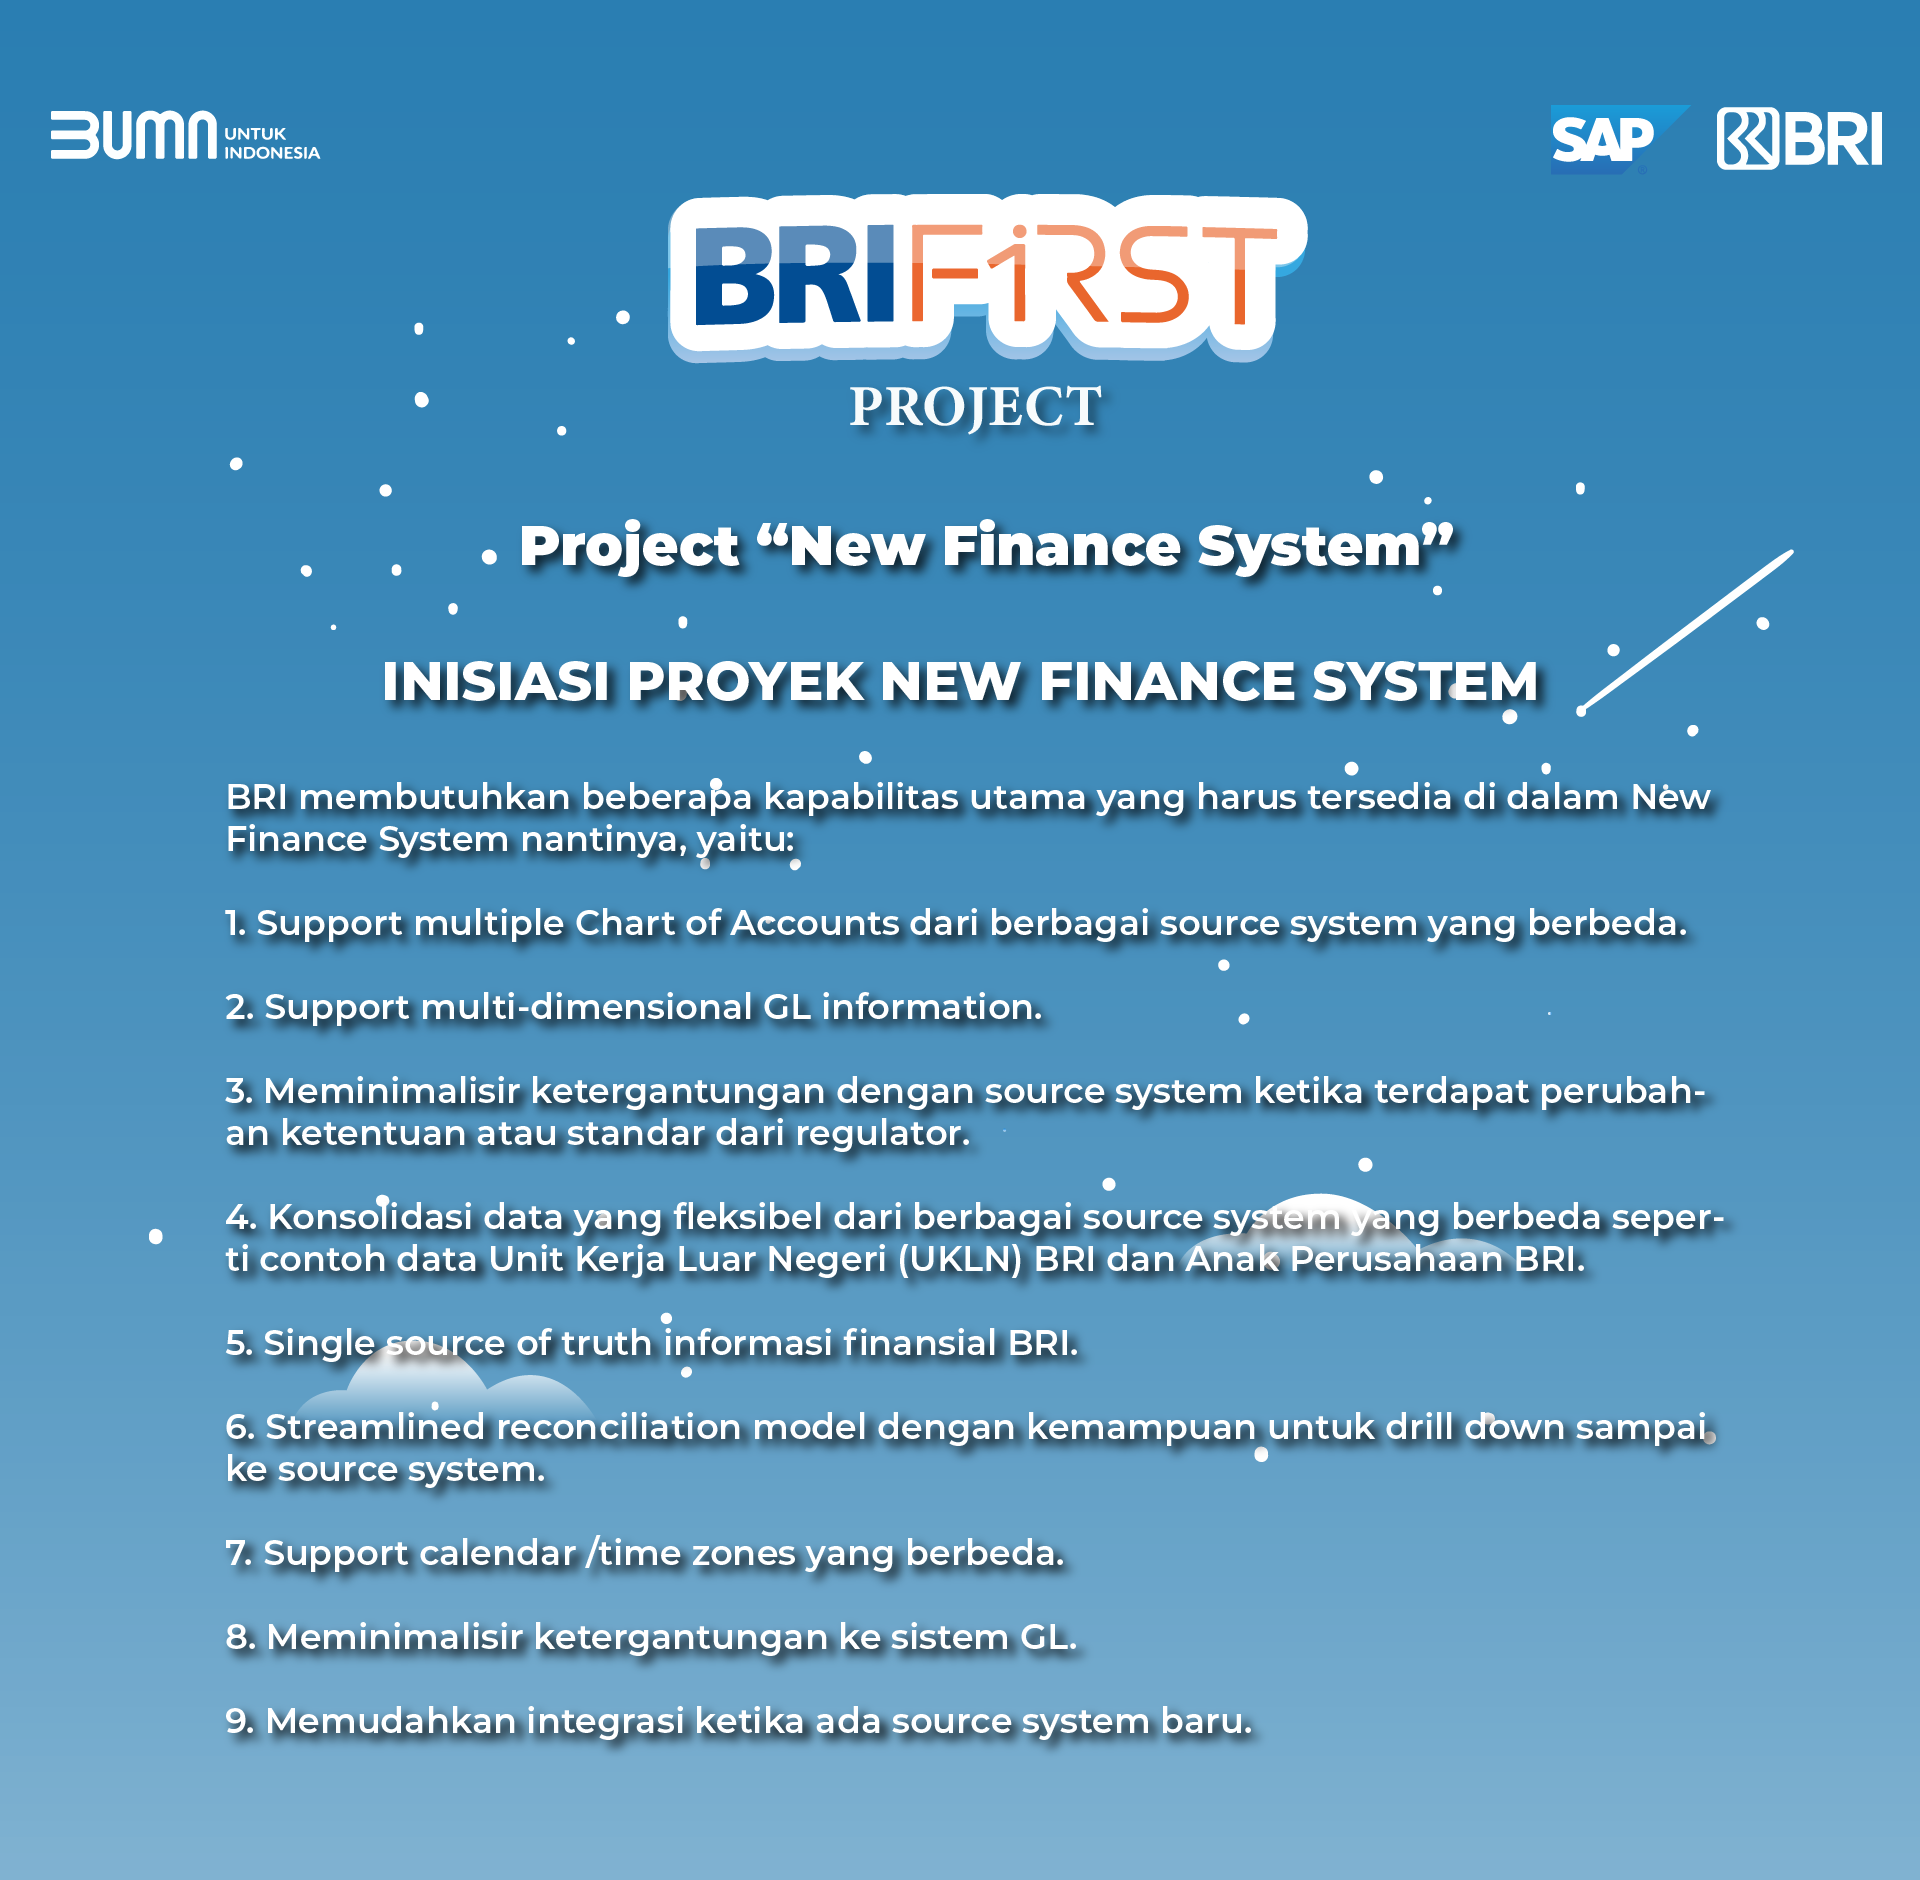 BUMN UNTUK
INDONESIA
SAP BRI
BRIFIRST
PROJECT
Project “New Finance System”
INISIASI PROYEK NEW FINANCE SYSTEM
BRI membutuhkan beberapa kapabilitas utama yang harus tersedia di dalam New
Finance System nantinya, yaitu:
1. Support multiple Chart of Accounts dari berbagai source system yang berbeda.
2. Support multi-dimensional GL information.
3. Meminimalisir ketergantungan dengan source system ketika terdapat perubah-
an ketentuan atau standar dari regulator.
4. Konsolidasi data yang fleksibel dari berbagai source system yang berbeda seper-
ti contoh data Unit Kerja Luar Negeri (UKLN) BRI dan Anak Perusahaan BRI.
5. Single source of truth informasi finansial BRI.
6. Streamlined reconciliation model dengan kemampuan untuk drill down sampai
ke source system.
7. Support calendar /time zones yang berbeda.
8. Meminimalisir ketergantungan ke sistem GL.
9. Memudahkan integrasi ketika ada source system baru.